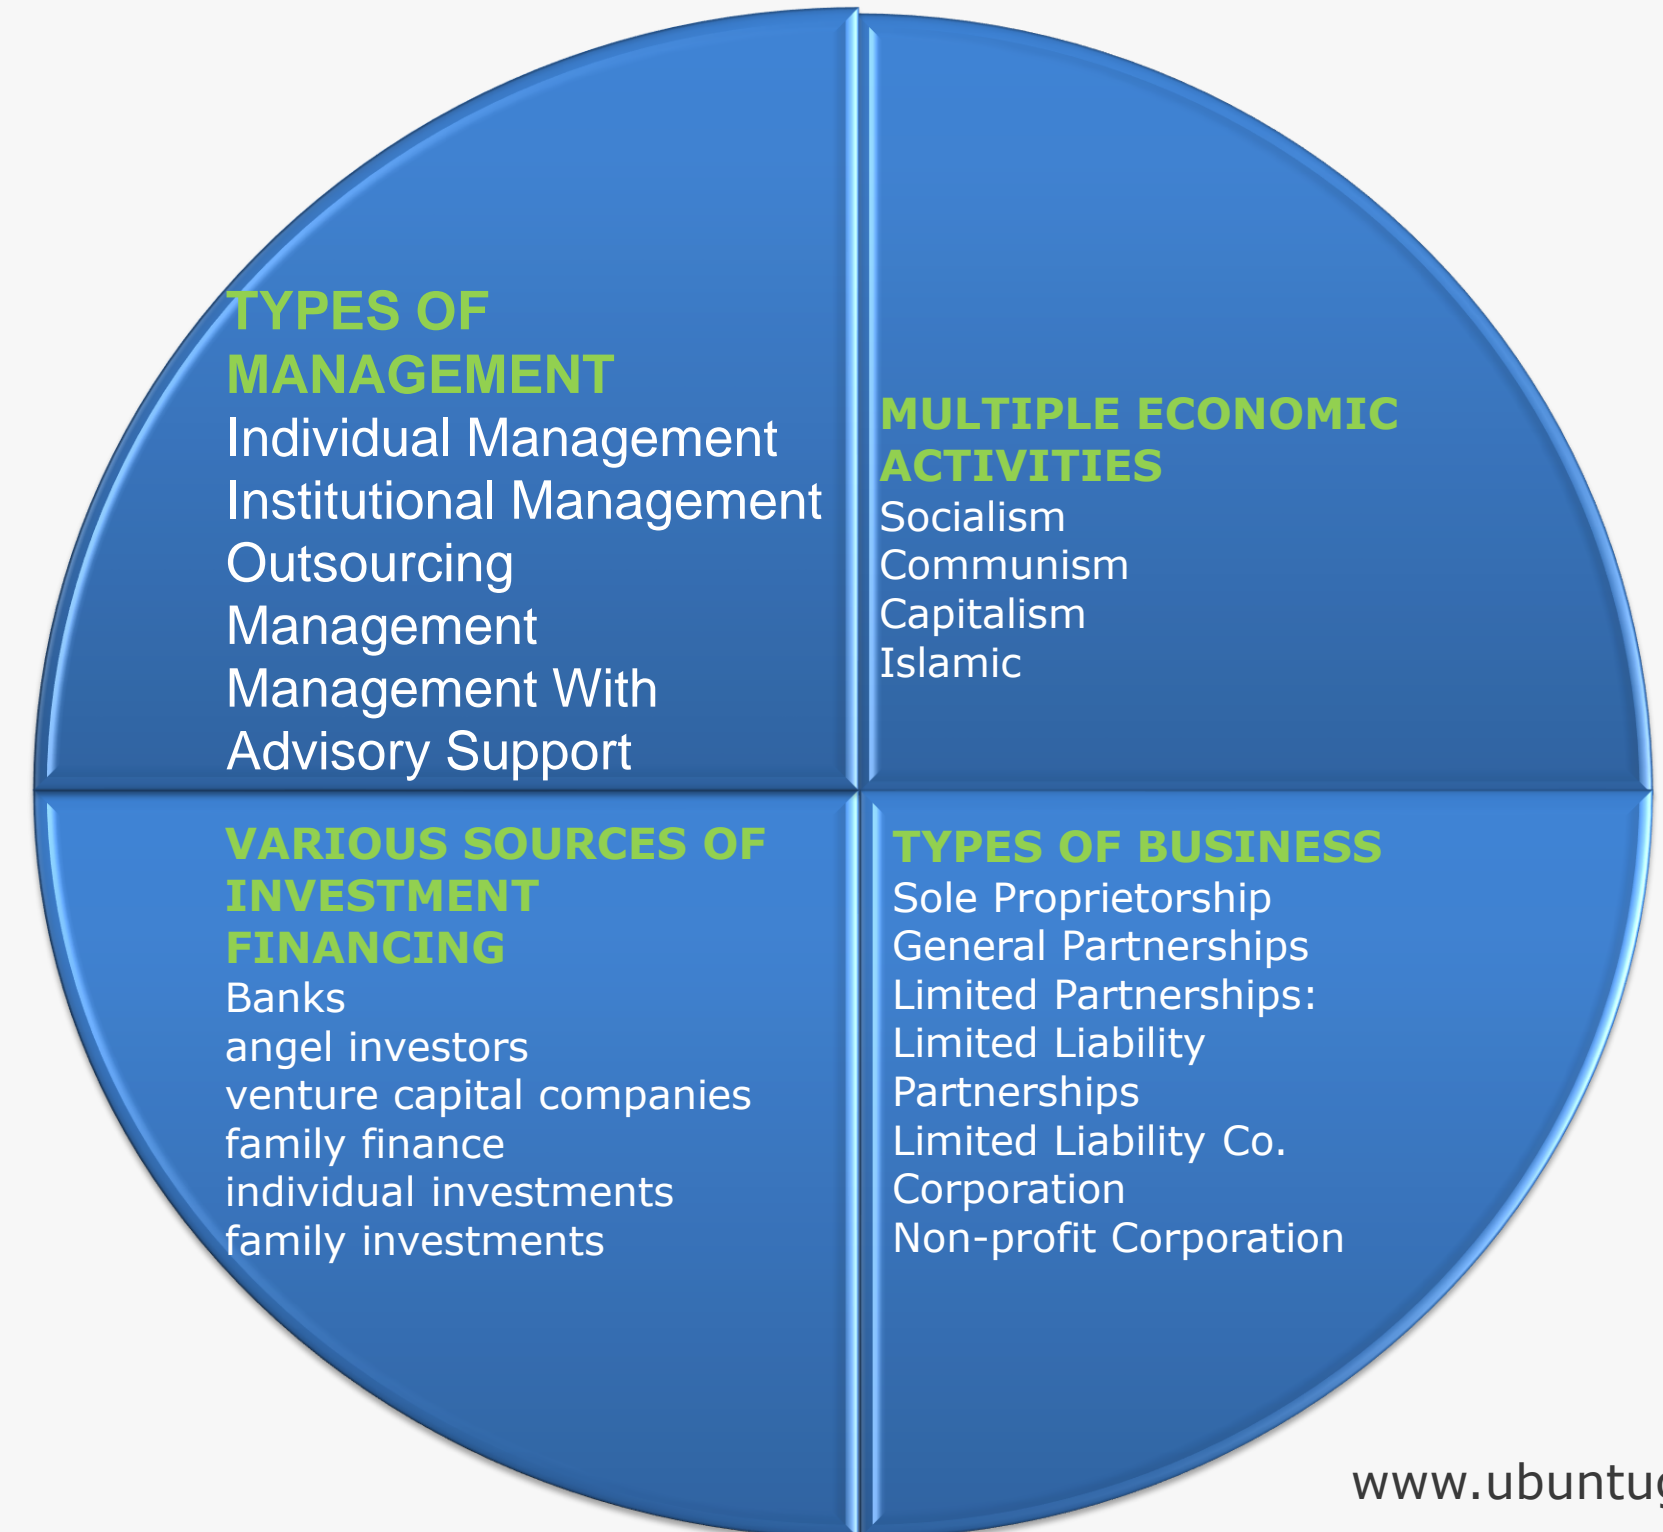 TYPES OF
MANAGEMENT
Individual Management
Institutional Management
Outsourcing
Management
Management With
Advisory Support
MULTIPLE ECONOMIC
ACTIVITIES
Socialism
Communism
Capitalism
Islamic
VARIOUS SOURCES OF
INVESTMENT
FINANCING
Banks
angel investors
venture capital companies
family finance
individual investments
family investments
TYPES OF BUSINESS
Sole Proprietorship
General Partnerships
Limited Partnerships:
Limited Liability
Partnerships
Limited Liability Co.
Corporation
Non-profit Corporation
www.ubuntug